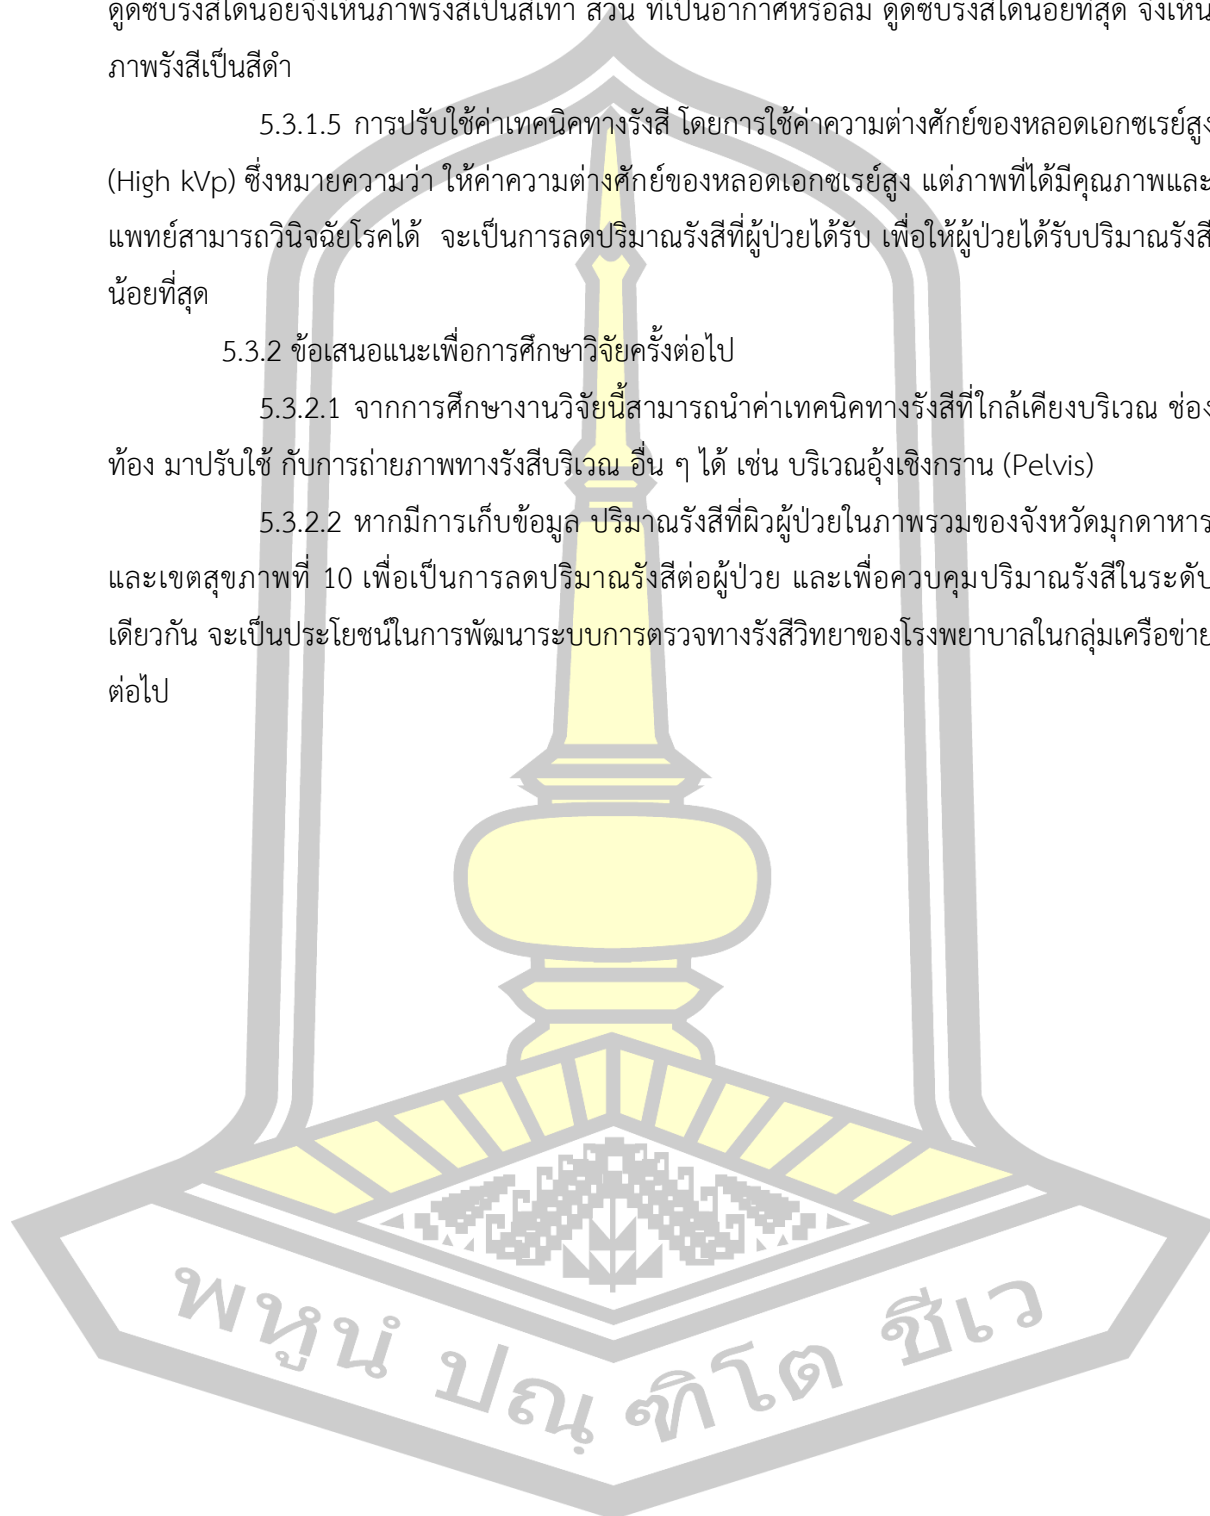 ดูดซับรังสีได้น้อยจึงเห็นภาพรังสีเป็นสีเทา ส่วน ที่เป็นอากาศหรือลม ดูดซับรังสีได้น้อยที่สุด จึงเห็น
ภาพรังสีเป็นสีดำ
5.3.1.5 การปรับใช้ค่าเทคนิคทางรังสี โดยการใช้ค่าความต่างศักย์ของหลอดเอกซเรย์สูง
(High kVp) ซึ่งหมายความว่า ให้ค่าความต่างศักย์ของหลอดเอกซเรย์สูง แต่ภาพที่ได้มีคุณภาพและ
แพทย์สามารถวินิจฉัยโรคได้ จะเป็นการลดปริมาณรังสีที่ผู้ป่วยได้รับ เพื่อให้ผู้ป่วยได้รับปริมาณรังสี
น้อยที่สุด
5.3.2 ข้อเสนอแนะเพื่อการศึกษาวิจัยครั้งต่อไป
5.3.2.1 จากการศึกษางานวิจัยนี้สามารถนำค่าเทคนิคทางรังสีที่ใกล้เคียงบริเวณ ช่อง
ท้อง มาปรับใช้ กับการถ่ายภาพทางรังสีบริเวณ อื่น ๆ ได้ เช่น บริเวณอุ้งเชิงกราน (Pelvis)
5.3.2.2 หากมีการเก็บข้อมูล ปริมาณรังสีที่ผิวผู้ป่วยในภาพรวมของจังหวัดมุกดาหาร
และเขตสุขภาพที่ 10 เพื่อเป็นการลดปริมาณรังสีต่อผู้ป่วย และเพื่อควบคุมปริมาณรังสีในระดับ
เดียวกัน จะเป็นประโยชน์ในการพัฒนาระบบการตรวจทางรังสีวิทยาของโรงพยาบาลในกลุ่มเครือข่าย
ต่อไป
พหูนํ ปณฺฑิโต ชีเว